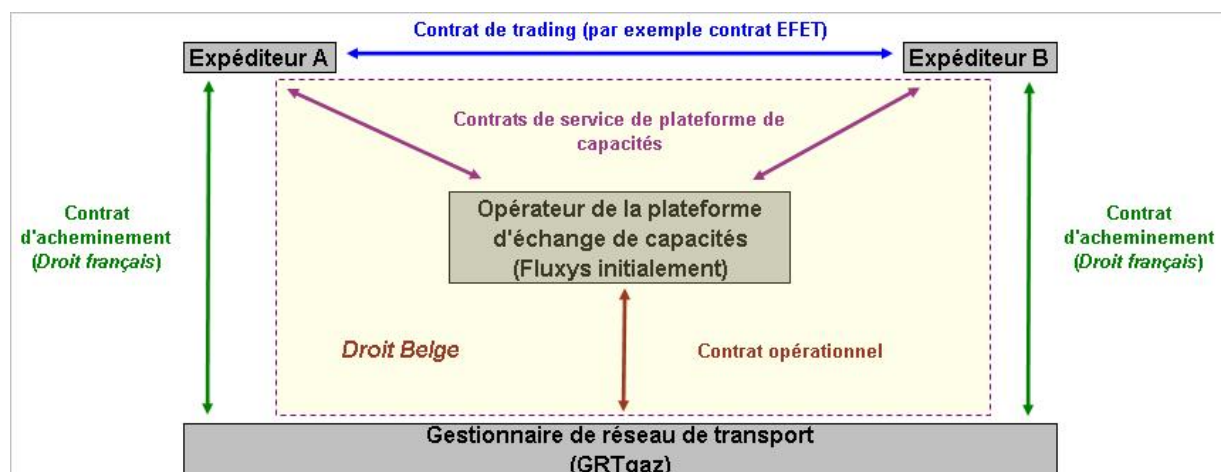 Contrat de trading (par exemple contrat EFET)
Expéditeur A
Expéditeur B
Contrats de service de plateforme de
capacités
Opérateur de la plateforme
d'échange de capacités
(Fluxys initialement)
Contrat
d'acheminement
(Droit français)
Contrat
d'acheminement
(Droit français)
Droit Belge
Contrat opérationnel
Gestionnaire de réseau de transport
(GRTgaz)